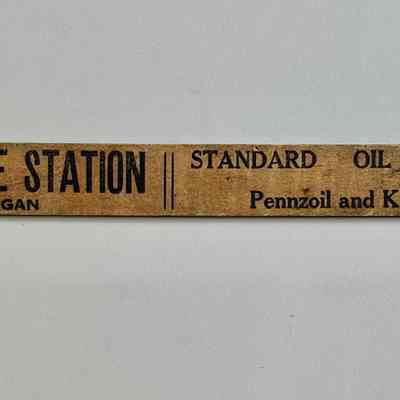 E STATION
GAN
STANDARD OIL
Pennzoil and K